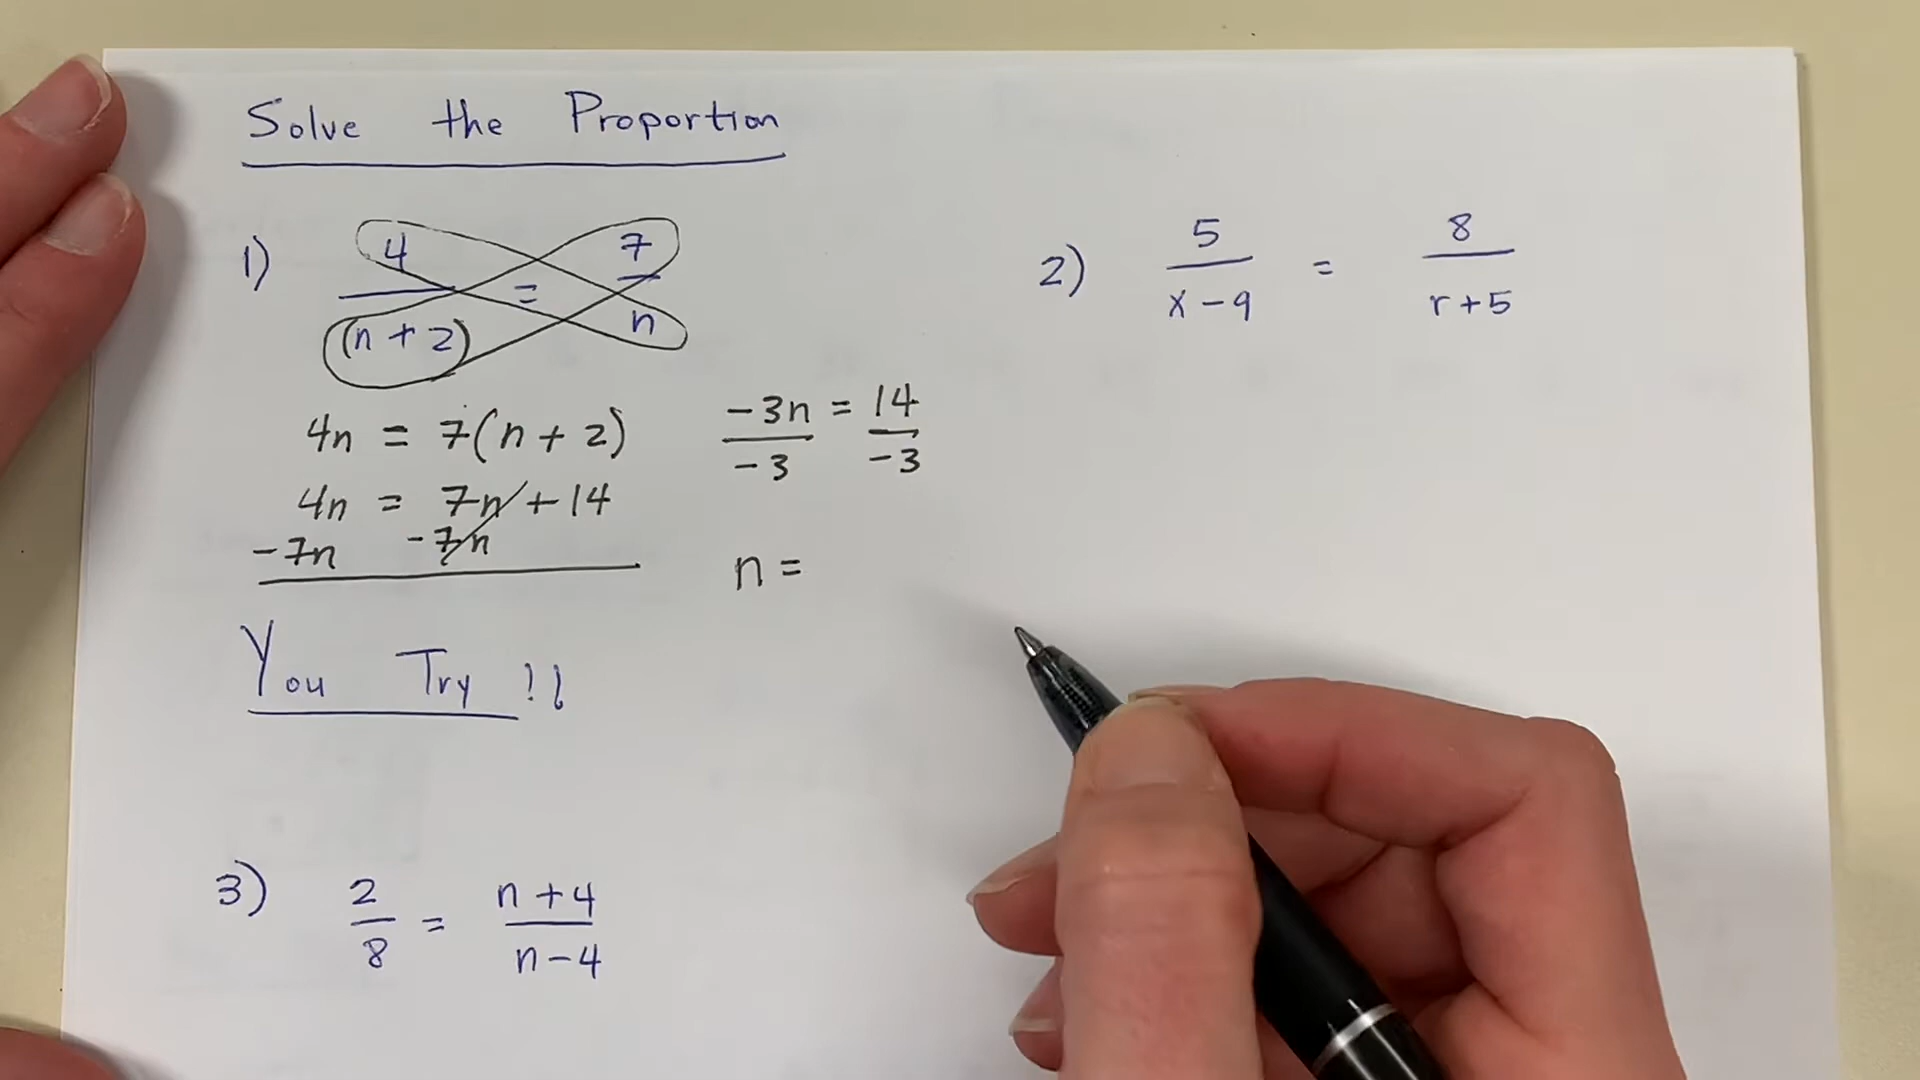 Solve the Proportion
1) 4/(n + 2) = 7/n
4n = 7(n + 2)
4n = 7n + 14
-7n -7n
-3n = 14
-3 -3
n =
2) 5/(x - 9) = 8/(r + 5)
You Try !!
3) 2/8 = (n + 4)/(n - 4)